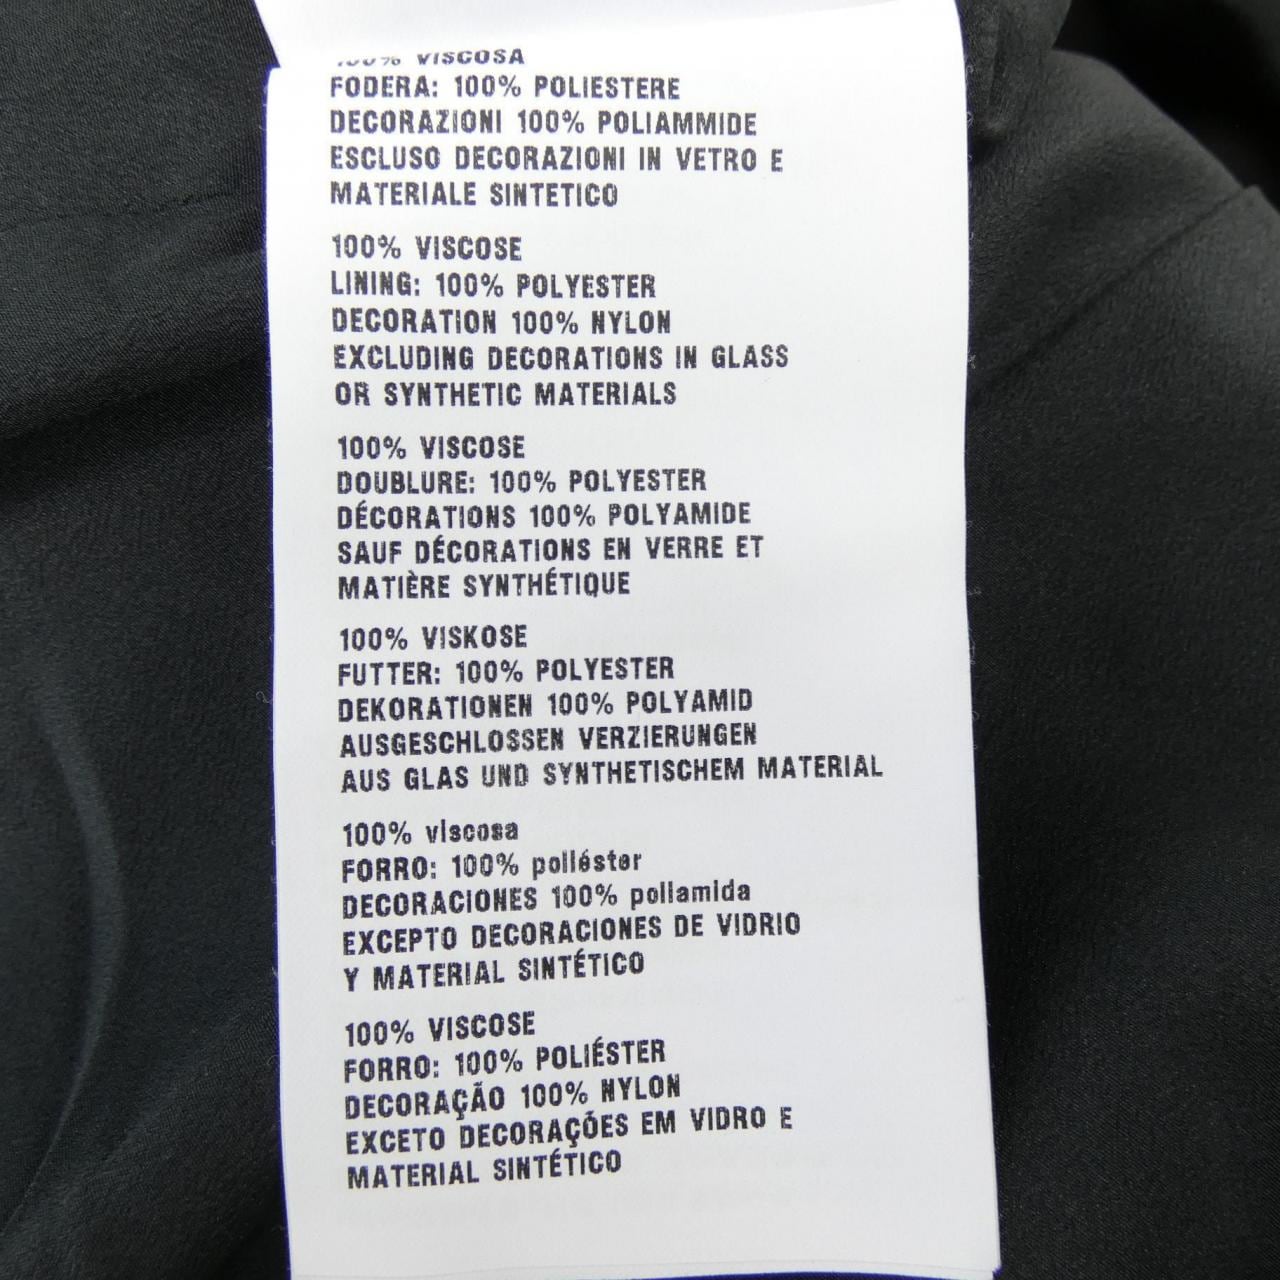 100% VISCOSA
FODERA: 100% POLIESTERE
DECORAZIONI 100% POLIAMMIDE
ESCLUSO DECORAZIONI IN VETRO E
MATERIALE SINTETICO
100% VISCOSE
LINING: 100% POLYESTER
DECORATION 100% NYLON
EXCLUDING DECORATIONS IN GLASS
OR SYNTHETIC MATERIALS
100% VISCOSE
DOUBLURE: 100% POLYESTER
DÉCORATIONS 100% POLYAMIDE
SAUF DÉCORATIONS EN VERRE ET
MATIÈRE SYNTHÉTIQUE
100% VISKOSE
FUTTER: 100% POLYESTER
DEKORATIONEN 100% POLYAMID
AUSGESCHLOSSEN VERZIERUNGEN
AUS GLAS UND SYNTHETISCHEM MATERIAL
100% viscosa
FORRO: 100% poliéster
DECORACIONES 100% poliamida
EXCEPTO DECORACIONES DE VIDRIO
Y MATERIAL SINTÉTICO
100% VISCOSE
FORRO: 100% POLIÉSTER
DECORAÇÃO 100% NYLON
EXCETO DECORAÇÕES EM VIDRO E
MATERIAL SINTÉTICO